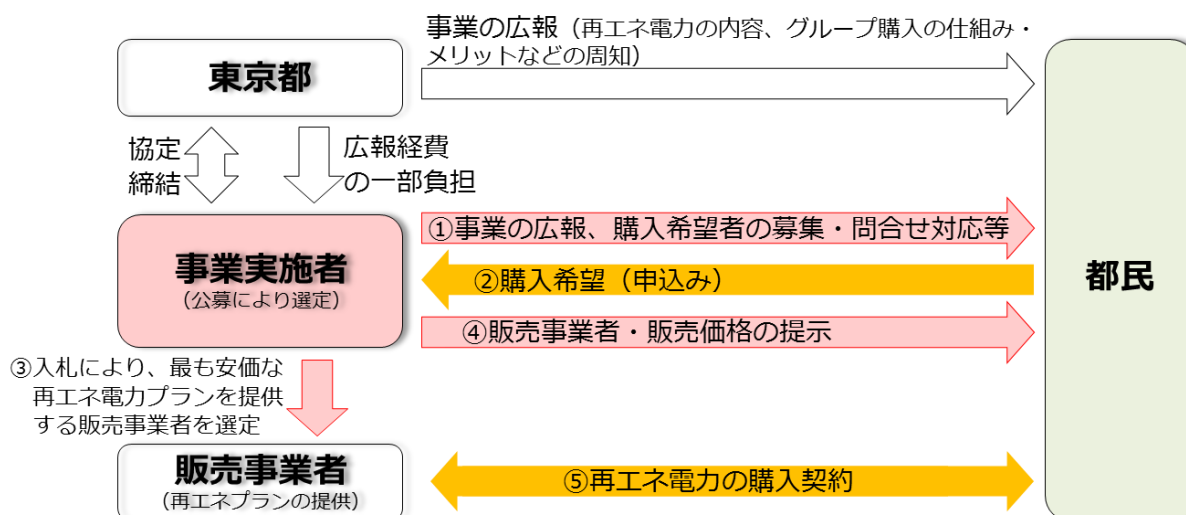 事業の広報（再エネ電力の内容、グループ購入の仕組み・
メリットなどの周知）
東京都
協定
締結
広報経費
の一部負担
①事業の広報、購入希望者の募集・問合せ対応等
事業実施者
（公募により選定）
②購入希望（申込み）
都民
④販売事業者・販売価格の提示
③入札により、最も安価な
再エネ電力プランを提供
する販売事業者を選定
販売事業者
（再エネプランの提供）
⑤再エネ電力の購入契約